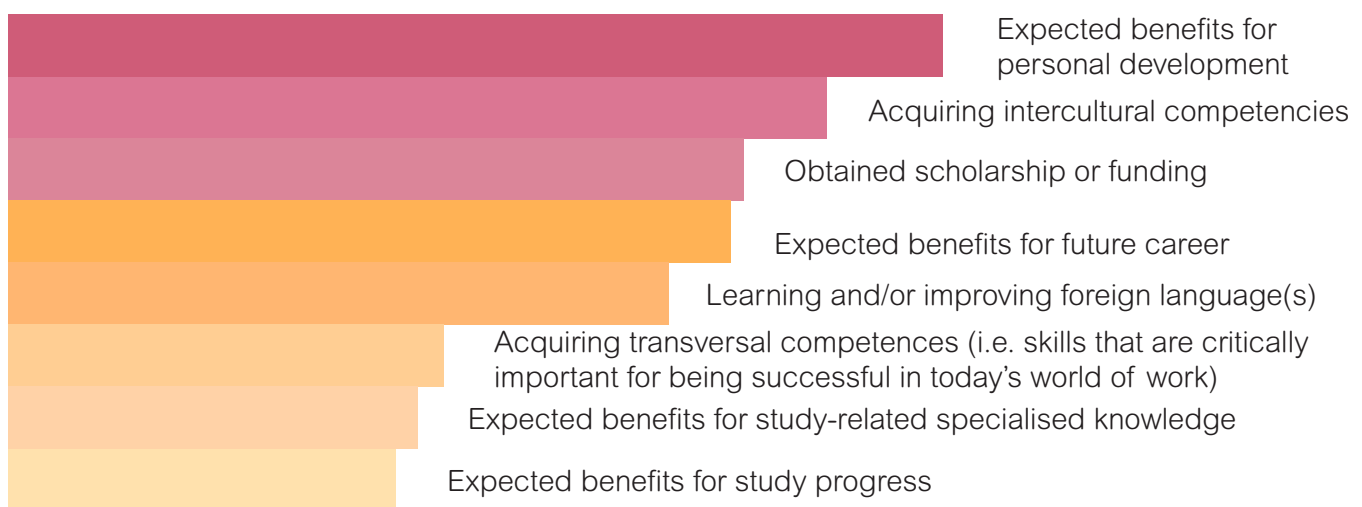 Expected benefits for
personal development
Acquiring intercultural competencies
Obtained scholarship or funding
Expected benefits for future career
Learning and/or improving foreign language(s)
Acquiring transversal competences (i.e. skills that are critically
important for being successful in today’s world of work)
Expected benefits for study-related specialised knowledge
Expected benefits for study progress